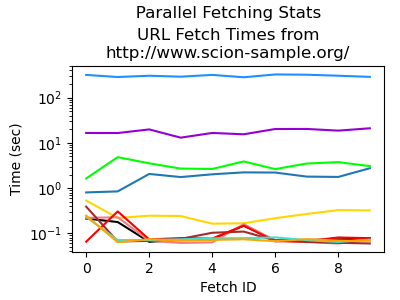 Parallel Fetching Stats
URL Fetch Times from
http://www.scion-sample.org/
Time (sec)
10²
10¹
10⁰
10⁻¹
0 2 4 6 8
Fetch ID